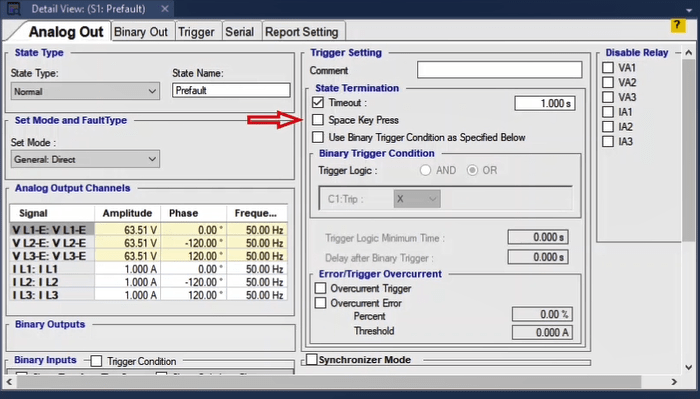 Detail View: (S1: Prefault)
Analog Out
Binary Out
Trigger
Serial
Report Setting
?
State Type
State Type:
State Name:
Normal
Prefault
Set Mode and FaultType
Set Mode :
General: Direct
Analog Output Channels
Signal Amplitude Phase Freque...
V L1-E: V L1-E 63.51 V 0.00 ° 50.00 Hz
V L2-E: V L2-E 63.51 V -120.00 ° 50.00 Hz
V L3-E: V L3-E 63.51 V 120.00 ° 50.00 Hz
I L1: I L1 1.000 A 0.00 ° 50.00 Hz
I L2: I L2 1.000 A -120.00 ° 50.00 Hz
I L3: I L3 1.000 A 120.00 ° 50.00 Hz
Binary Outputs
Binary Inputs
Trigger Condition
Trigger Setting
Comment
State Termination
Timeout : 1.000 s
Space Key Press
Use Binary Trigger Condition as Specified Below
Binary Trigger Condition
Trigger Logic: AND OR
C1:Trip : X
Trigger Logic Minimum Time : 0.000 s
Delay after Binary Trigger : 0.000 s
Error/Trigger Overcurrent
Overcurrent Trigger
Overcurrent Error
Percent 0.00 %
Threshold 0.000 A
Synchronizer Mode
Disable Relay
VA1
VA2
VA3
IA1
IA2
IA3